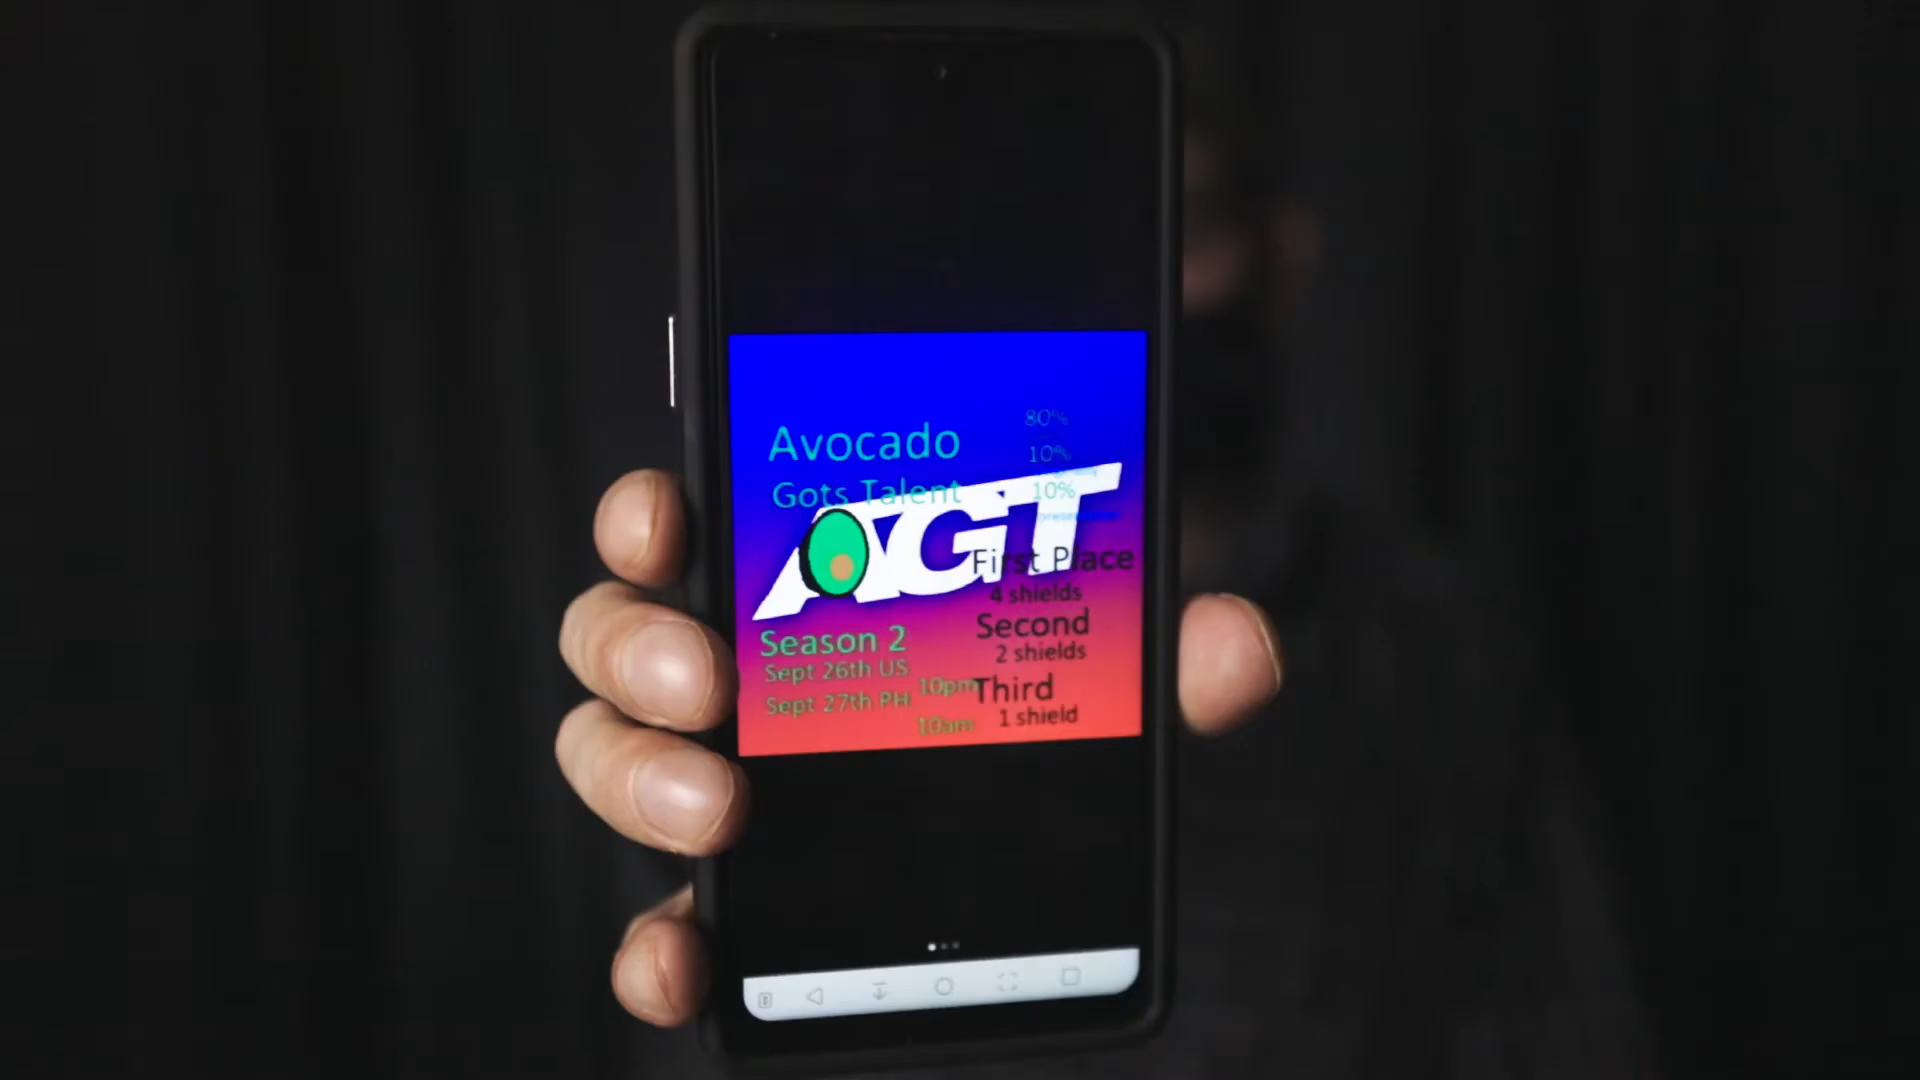 Avocado
Gots Talent
80%
10%
10%
AGT
First Place
4 shields
Second
2 shields
Third
1 shield
Season 2
Sept 26th US
10pm
Sept 27th PH
10am